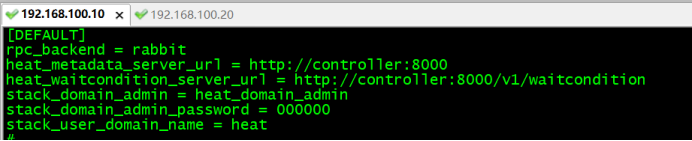 192.168.100.10 × 192.168.100.20
[DEFAULT]
rpc_backend = rabbit
heat_metadata_server_url = http://controller:8000
heat_waitcondition_server_url = http://controller:8000/v1/waitcondition
stack_domain_admin = heat_domain_admin
stack_domain_admin_password = 000000
stack_user_domain_name = heat
#